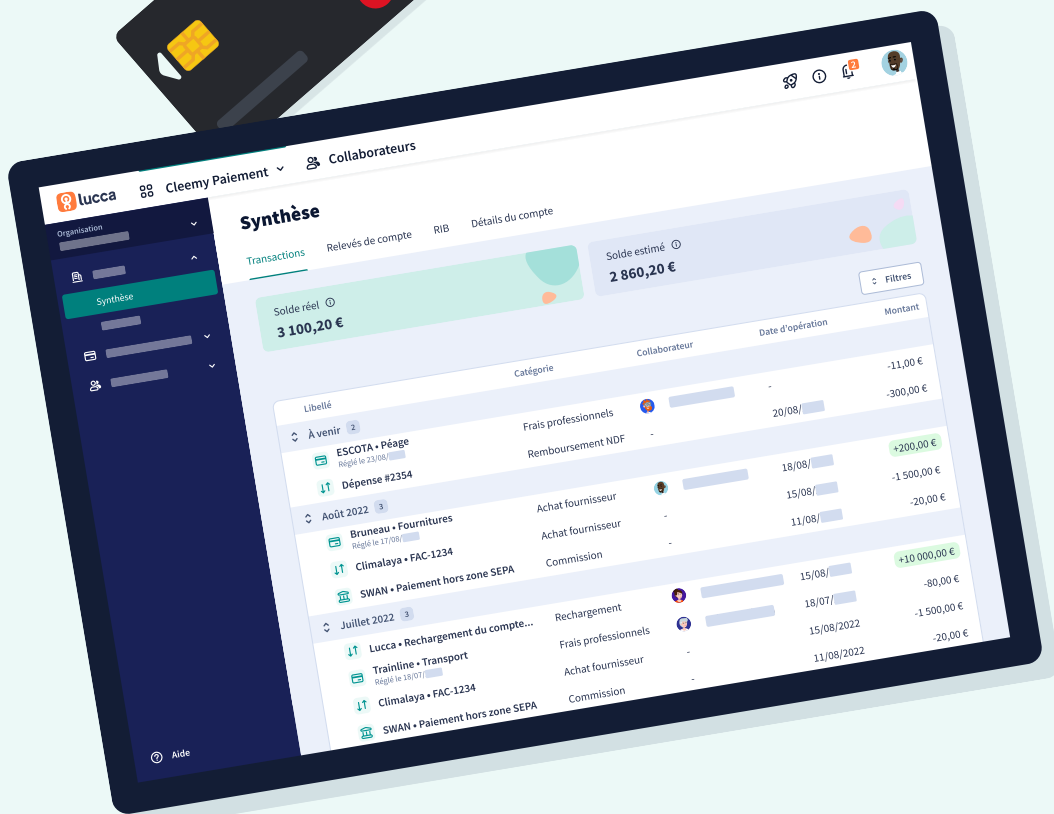 lucca
Cleemy Paiement
Collaborateurs
2
Organisation
Synthèse
Aide
Synthèse
Transactions Relevés de compte RIB Détails du compte
Solde réel
3 100,20 €
Solde estimé
2 860,20 €
Filtres
Libellé Catégorie Collaborateur Date d'opération Montant
À venir 2
ESCOTA • Péage Frais professionnels - -11,00 €
Réglé le 23/08/
Dépense #2354 Remboursement NDF - 20/08/ -300,00 €
Août 2022 3
Bruneau • Fournitures Achat fournisseur 18/08/ +200,00 €
Réglé le 17/08/
Climalaya • FAC-1234 Achat fournisseur - 15/08/ -1 500,00 €
SWAN • Paiement hors zone SEPA Commission - 11/08/ -20,00 €
Juillet 2022 3
Lucca • Rechargement du compte... Rechargement 15/08/ +10 000,00 €
Trainline • Transport Frais professionnels 18/07/ -80,00 €
Réglé le 18/07/
Climalaya • FAC-1234 Achat fournisseur - 15/08/2022 -1 500,00 €
SWAN • Paiement hors zone SEPA Commission - 11/08/2022 -20,00 €